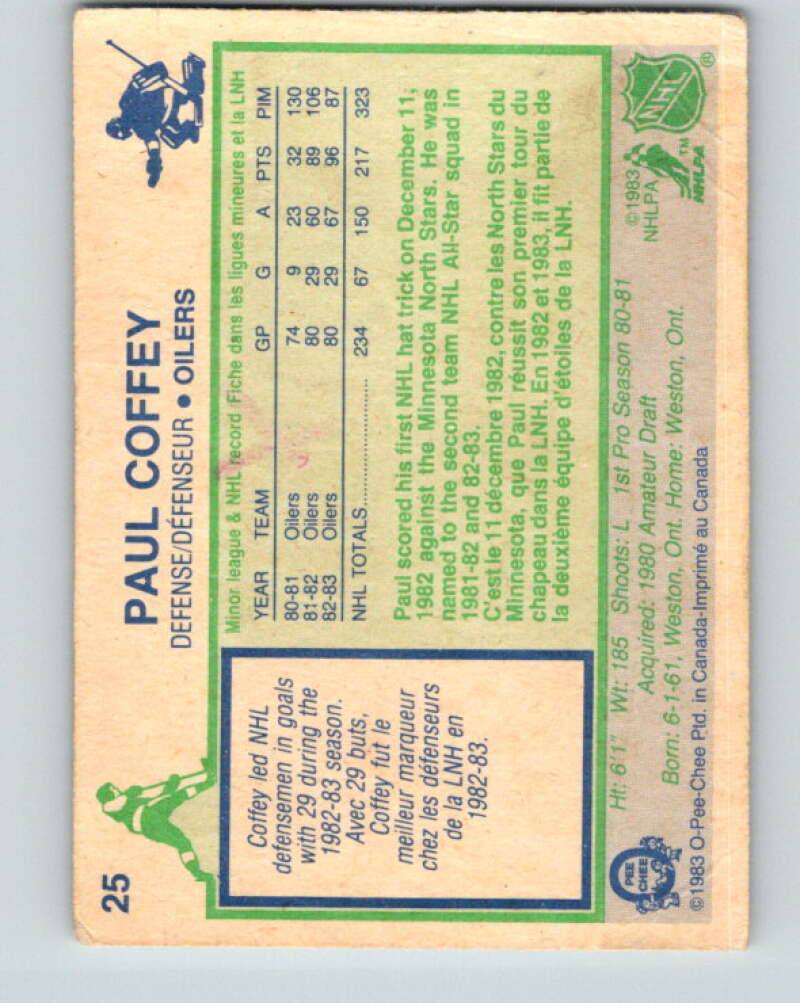 25
PAUL COFFEY
DEFENSE/DÉFENSEUR • OILERS
Coffey led NHL
defensemen in goals
with 29 during the
1982-83 season.
Avec 29 buts,
Coffey fut le
meilleur marqueur
chez les défenseurs
de la LNH en
1982-83.
Minor league & NHL record/Fiche dans les ligues mineures et la LNH
YEAR TEAM GP G A PTS PIM
80-81 Oilers 74 9 23 32 130
81-82 Oilers 80 29 60 89 106
82-83 Oilers 80 29 67 96 87
NHL TOTALS 234 67 150 217 323
Paul scored his first NHL hat trick on December 11,
1982 against the Minnesota North Stars. He was
named to the second team NHL All-Star squad in
1981-82 and 82-83.
C'est le 11 décembre 1982, contre les North Stars du
Minnesota, que Paul réussit son premier tour du
chapeau dans la LNH. En 1982 et 1983, il fit partie de
la deuxième équipe d'étoiles de la LNH.
Ht: 6'1" Wt: 185 Shoots: L 1st Pro Season 80-81
Acquired: 1980 Amateur Draft
Born: 6-1-61, Weston, Ont. Home: Weston, Ont.
©1983 O-Pee-Chee Ptd. in Canada-Imprimé au Canada
O
PEE
CHEE
©1983
NHLPA
NHL
®
TM
NHLPA